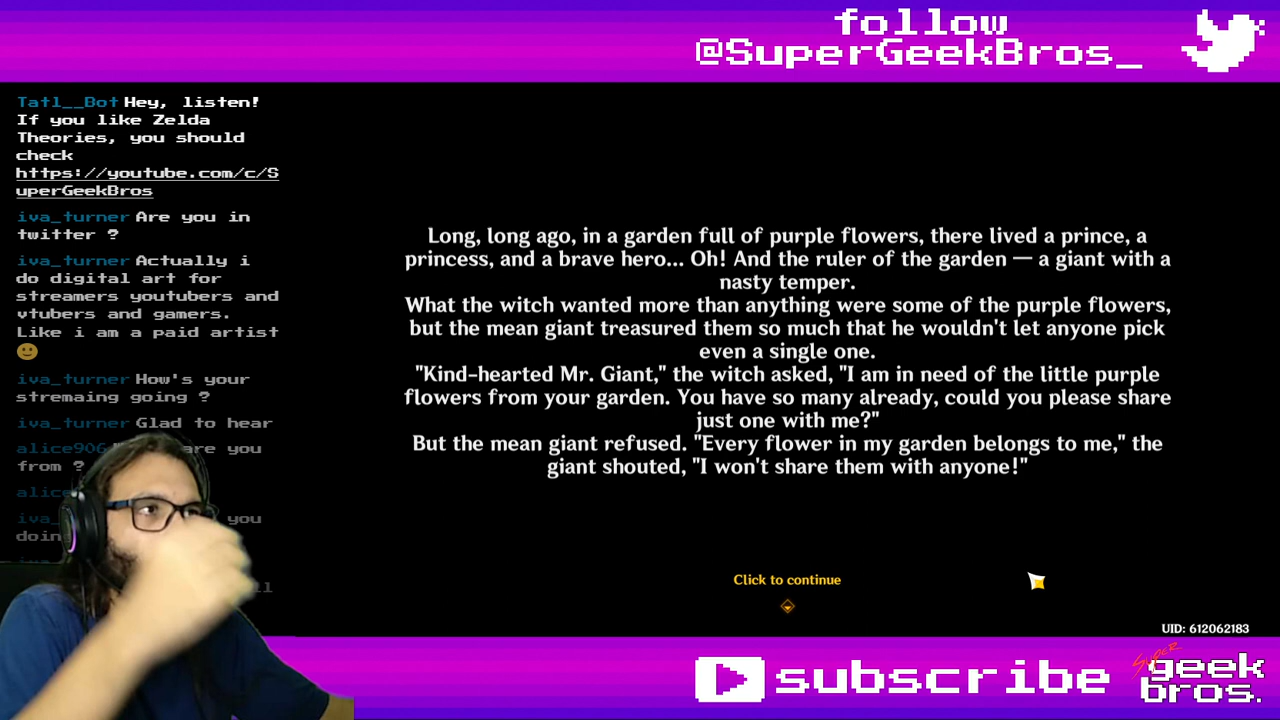 follow
@SuperGeekBros_
Tatl__Bot Hey, listen!
If you like Zelda
Theories, you should
check
https://youtube.com/c/S
uperGeekBros
iva_turner Are you in
twitter ?
iva_turner Actually i
do digital art for
streamers youtubers and
vtubers and gamers.
Like i am a paid artist
iva_turner How's your
stremaing going ?
iva_turner Glad to hear
alice906 are you
from ?
alice
iva_ you
doin
Long, long ago, in a garden full of purple flowers, there lived a prince, a
princess, and a brave hero... Oh! And the ruler of the garden — a giant with a
nasty temper.
What the witch wanted more than anything were some of the purple flowers,
but the mean giant treasured them so much that he wouldn't let anyone pick
even a single one.
"Kind-hearted Mr. Giant," the witch asked, "I am in need of the little purple
flowers from your garden. You have so many already, could you please share
just one with me?"
But the mean giant refused. "Every flower in my garden belongs to me," the
giant shouted, "I won't share them with anyone!"
Click to continue
UID: 612062183
subscribe
super
geek
bros.